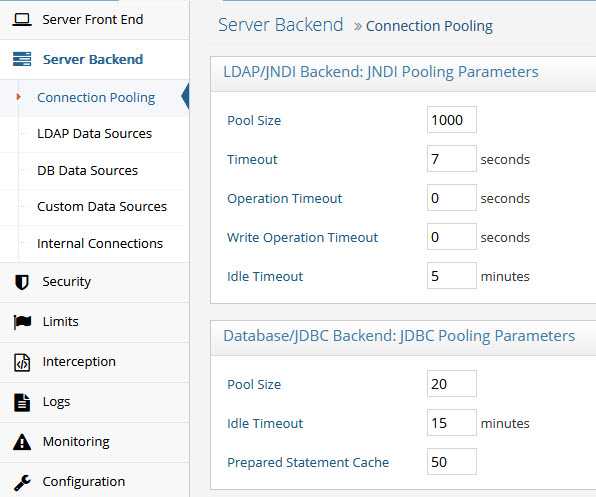 Server Front End
Server Backend
Connection Pooling
LDAP Data Sources
DB Data Sources
Custom Data Sources
Internal Connections
Security
Limits
Interception
Logs
Monitoring
Configuration
Server Backend » Connection Pooling
LDAP/JNDI Backend: JNDI Pooling Parameters
Pool Size 1000
Timeout 7 seconds
Operation Timeout 0 seconds
Write Operation Timeout 0 seconds
Idle Timeout 5 minutes
Database/JDBC Backend: JDBC Pooling Parameters
Pool Size 20
Idle Timeout 15 minutes
Prepared Statement Cache 50